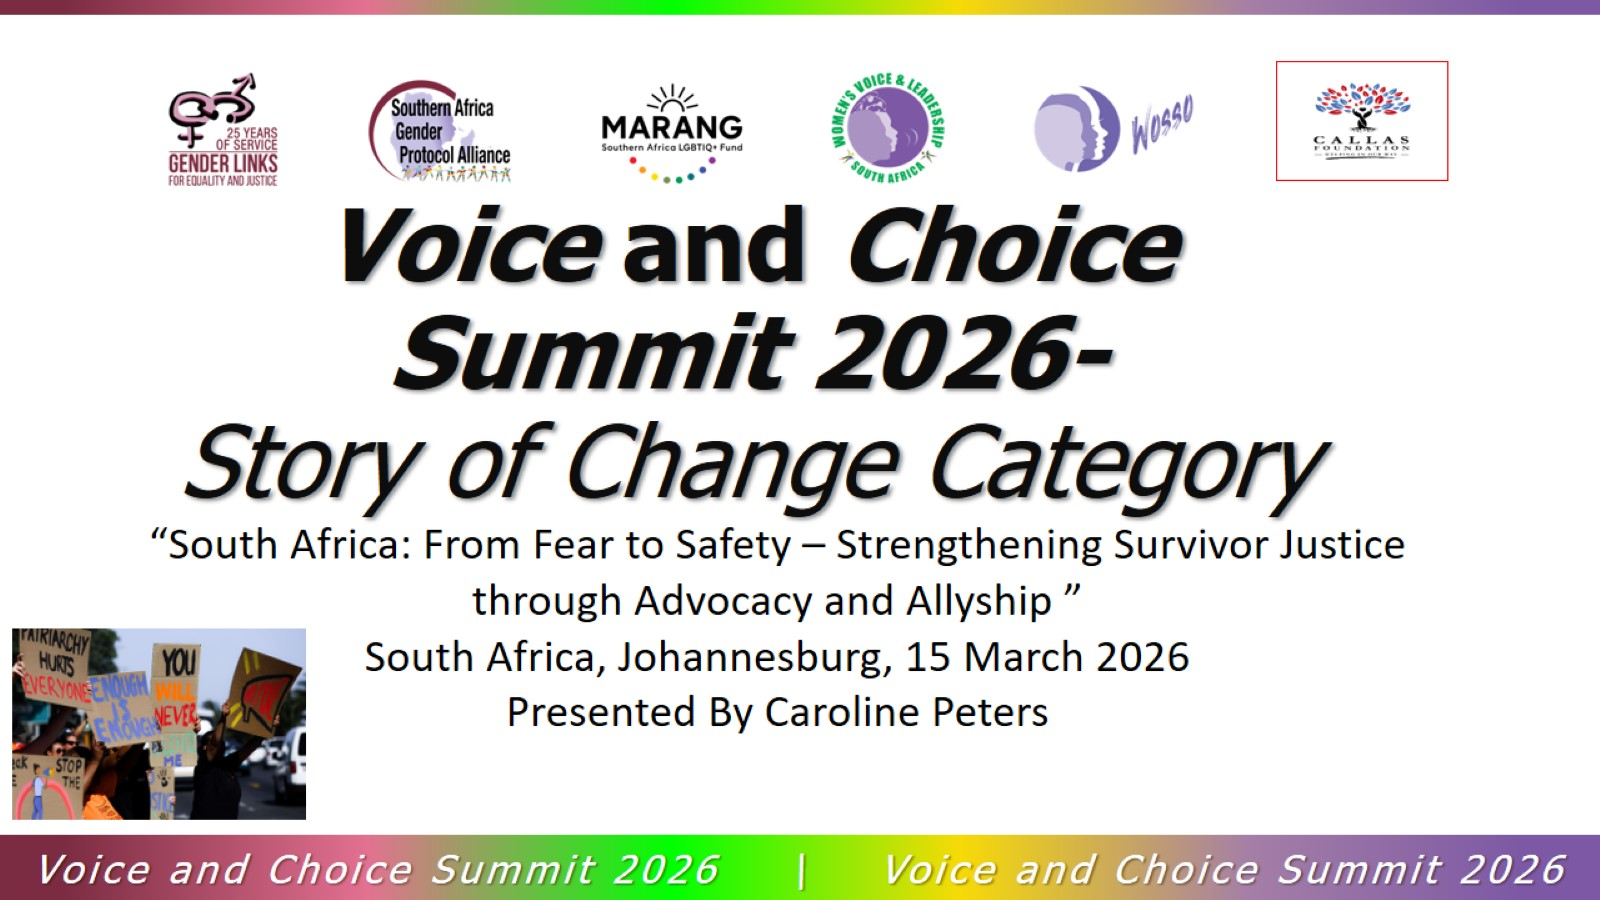 25 YEARS
OF SERVICE
GENDER LINKS
FOR EQUALITY AND JUSTICE
Southern Africa
Gender
Protocol Alliance
MARANG
Southern Africa LGBTIQ+ Fund
WOMEN'S VOICE & LEADERSHIP
SOUTH AFRICA
WOSSO
CALLAS
FOUNDATION
Voice and Choice
Summit 2026-
Story of Change Category
“South Africa: From Fear to Safety – Strengthening Survivor Justice
through Advocacy and Allyship ”
South Africa, Johannesburg, 15 March 2026
Presented By Caroline Peters
PATRIARCHY
HURTS
EVERYONE
ENOUGH
IS
ENOUGH
YOU
WILL
NEVER
ME
STOP
THE
Voice and Choice Summit 2026 | Voice and Choice Summit 2026